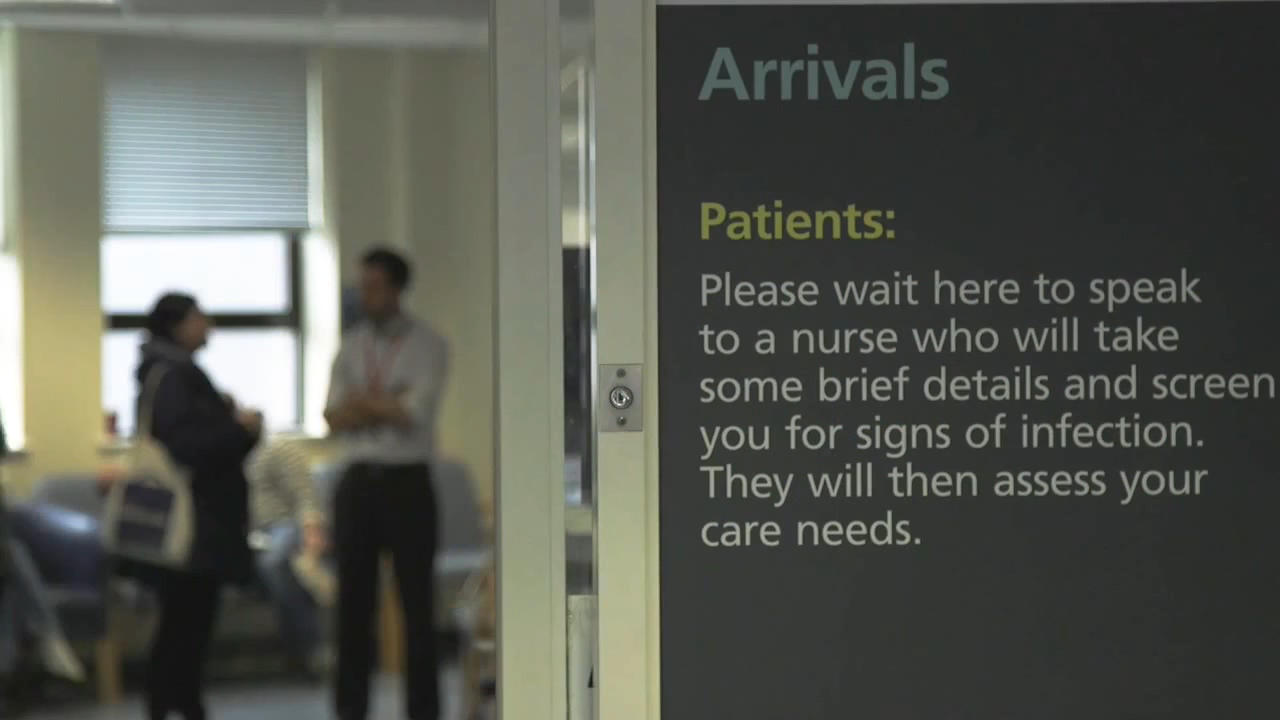 Arrivals
Patients:
Please wait here to speak
to a nurse who will take
some brief details and screen
you for signs of infection.
They will then assess your
care needs.